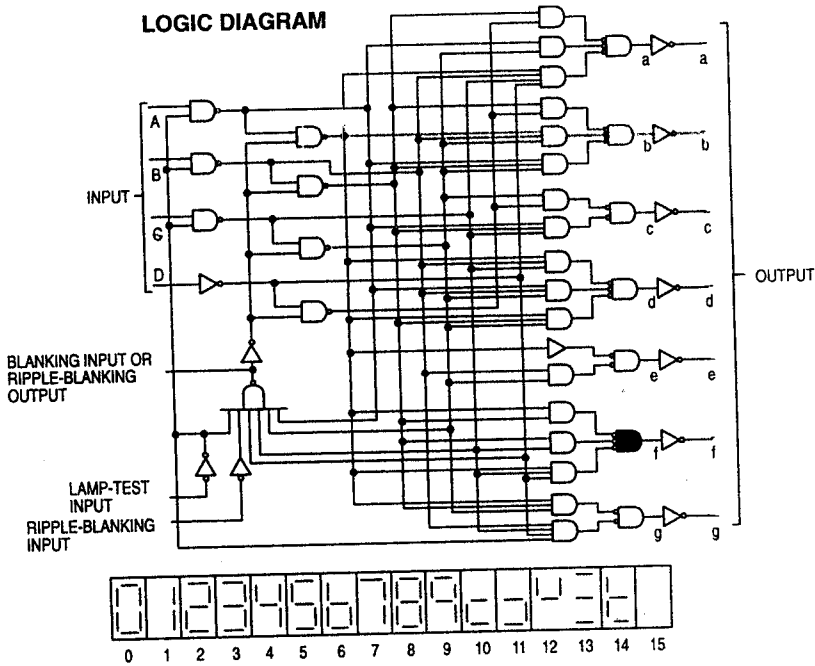 LOGIC DIAGRAM
a a
A
b b
B
INPUT
c c
C
D
OUTPUT
d d
BLANKING INPUT OR
RIPPLE-BLANKING
OUTPUT
e e
f f
LAMP-TEST
INPUT
RIPPLE-BLANKING
INPUT
g g
0 1 2 3 4 5 6 7 8 9 10 11 12 13 14 15